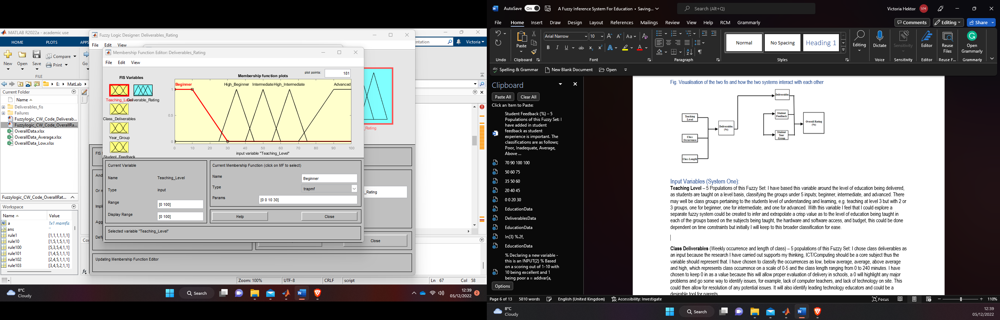 MATLAB R2022a - academic use
HOME PLOTS APPS
Victoria
New Open Save
Compare
Print
Go
FILE
E: MatLab
Current Folder
Name
Deliverables_fis
Failures
Fuzzylogic_CW_Code_Deliverab...
Fuzzylogic_CW_Code_OverallRa...
OverallData.xlsx
OverallData_Average.xlsx
OverallData_Low.xlsx
Fuzzylogic_CW_Code_OverallRat...
Workspace
Name Value
a 1x1 mamfis
ans ''
rule1 [1,1,1,1,1,1]
rule10 [1,5,1,5,1,1]
rule100 [5,3,5,4,1,1]
rule101 [1,4,5,1,1,1]
rule102 [2,4,5,1,1,1]
rule103 [3,4,5,2,1,1]
Fuzzy Logic Designer: Deliverables_Rating
File Edit View
Membership Function Editor: Deliverables_Rating
File Edit View
FIS Variables
Teaching_Level
Deliverable_Rating
Class_Deliverables
Year_Group
Student_Feedback
Membership function plots
plot points: 181
Beginner High_Beginner Intermediate High_Intermediate Advanced
1
0.5
0
0 10 20 30 40 50 60 70 80 90 100
input variable "Teaching_Level"
Current Variable
Name Teaching_Level
Type input
Range [0 100]
Display Range [0 100]
Current Membership Function (click on MF to select)
Name Beginner
Type trapmf
Params [0 0 10 30]
Help Close
Selected variable "Teaching_Level"
_Rating
_Rating
Close
Updating Membership Function Editor
Zoom: 100% UTF-8 CRLF script Ln 67 Col 58
8°C
Cloudy
Search
12:39
05/12/2022
2
AutoSave On
A Fuzzy Inference System For Education • Saving...
Search (Alt+Q)
Victoria Hektor VH
File Home Insert Draw Design Layout References Mailings Review View Help RCM Grammarly
Comments Editing Share
Undo
Paste
Clipboard
Arial Narrow 10
Font
Paragraph
Normal No Spacing Heading 1
Styles
Editing
Dictate
Voice
Sensitivity
Sensitivity
Editor
Editor
Reuse Files
Reuse F...
Open Grammarly
Grammarly
Spelling & Grammar New Blank Document Open
Clipboard
Paste All Clear All
Click an Item to Paste:
Student Feedback (%) – 5
Populations of this Fuzzy Set: I
have added in student
feedback as student
experience is important. The
classifications are as follows;
Poor, Inadequate, Average,
Above ...
70 90 100 100
50 60 75
35 50 60
20 40 45
0 0 20 30
EducationData
DeliverablesData
EducationData
In(3) %.2f,
EducationData
% Declaring a new variable -
this is an INPUT(2) % Based
on a scoring out of 1-10 with
10 being excellent and 1
being poor a = addvar(a,
Options
Fig. Visualisation of the two fis and how the two systems interact with each other
Teaching Level
Class Occurrence
Class Length
Deliverables (%)
Deliverables
Student Feedback
Student Year Group
Overall Rating (%)
Input Variables (System One):
Teaching Level – 5 Populations of this Fuzzy Set: I have based this variable around the level of education being delivered,
as students are taught on a level basis, classifying the groups under 5 inputs; beginner, intermediate, and advanced. There
may well be class groups pertaining to the students level of understanding and learning, e.g. teaching at level 3 but with 2 or
3 groups, one for beginner, one for intermediate, and one for advanced. With this variable I feel that I could explore a
separate fuzzy system could be created to infer and extrapolate a crisp value as to the level of education being taught in
each of the groups based on the subjects being taught, the hardware and software access, and budget, this could be done
dependent on time constraints but initially I will keep to this broader classification for ease.
Class Deliverables (Weekly occurrence and length of class) – 5 populations of this Fuzzy Set: I chose class deliverables as
an input because the research I have carried out supports my thinking, ICT/Computing should be a core subject thus the
variable should represent that. I have chosen to classify the occurrences as low, below average, average, above average
and high, which represents class occurrence on a scale of 0-5 and the class length ranging from 0 to 240 minutes. I have
chosen to keep 0 in as a value because this will allow proper evaluation of delivery in schools, a 0 will highlight any major
problems and go some way to identify issues, for example, lack of computer teachers, and lack of technology on site. This
could then allow for resolution of any potential issues. It will also identify leading technology educators and could be a
desirable tool for parents
Page 6 of 13 5810 words English (United Kingdom) Accessibility: Investigate Focus 110%
8°C
Cloudy
Search
12:39
05/12/2022